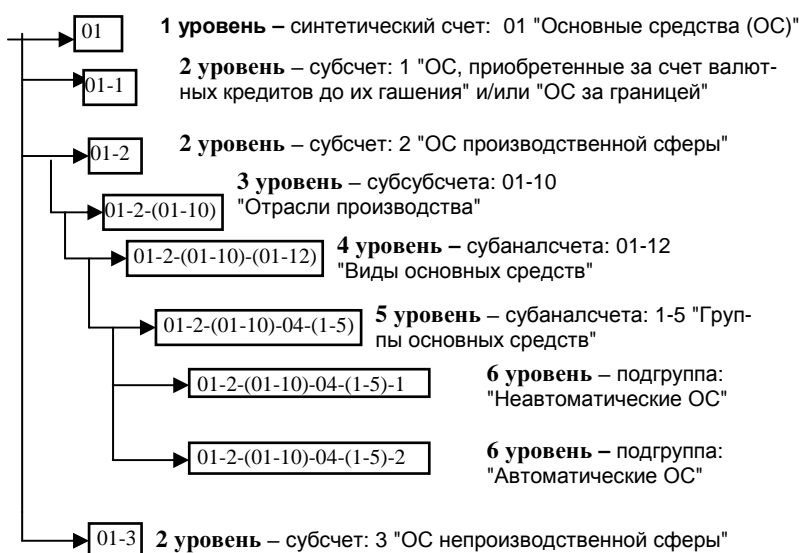 01 1 уровень – синтетический счет: 01 "Основные средства (ОС)"
01-1 2 уровень – субсчет: 1 "ОС, приобретенные за счет валют-
ных кредитов до их гашения" и/или "ОС за границей"
01-2 2 уровень – субсчет: 2 "ОС производственной сферы"
3 уровень – субсубсчета: 01-10
01-2-(01-10) "Отрасли производства"
4 уровень – субаналсчета: 01-12
01-2-(01-10)-(01-12) "Виды основных средств"
5 уровень – субаналсчета: 1-5 "Груп-
01-2-(01-10)-04-(1-5) пы основных средств"
01-2-(01-10)-04-(1-5)-1 6 уровень – подгруппа:
"Неавтоматические ОС"
01-2-(01-10)-04-(1-5)-2 6 уровень – подгруппа:
"Автоматические ОС"
01-3 2 уровень – субсчет: 3 "ОС непроизводственной сферы"